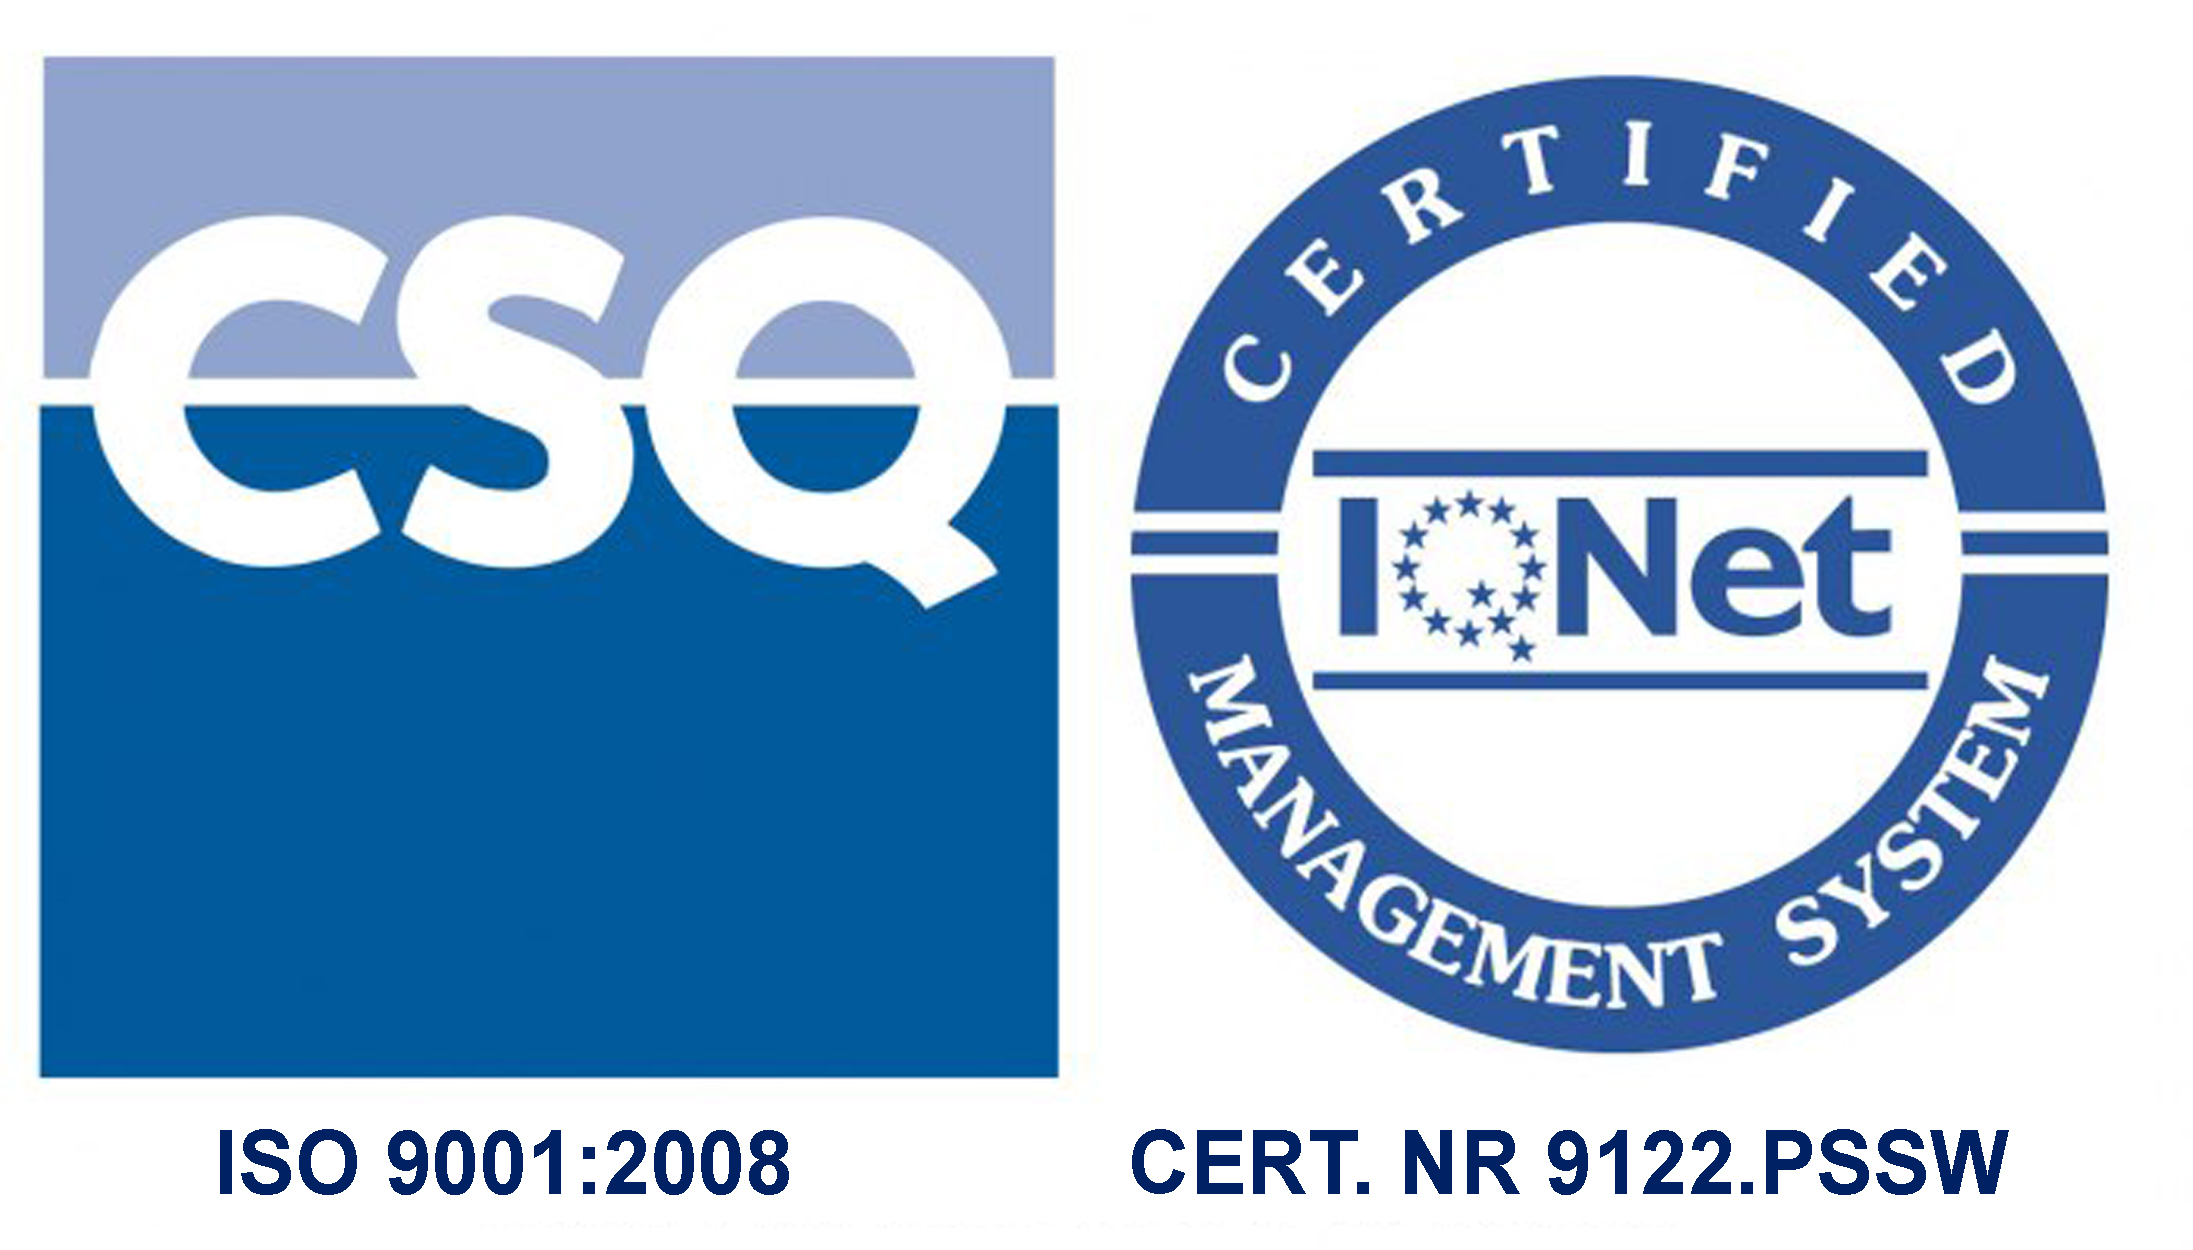 CSQ
CERTIFIED
IQNet
MANAGEMENT SYSTEM
ISO 9001:2008
CERT. NR 9122.PSSW